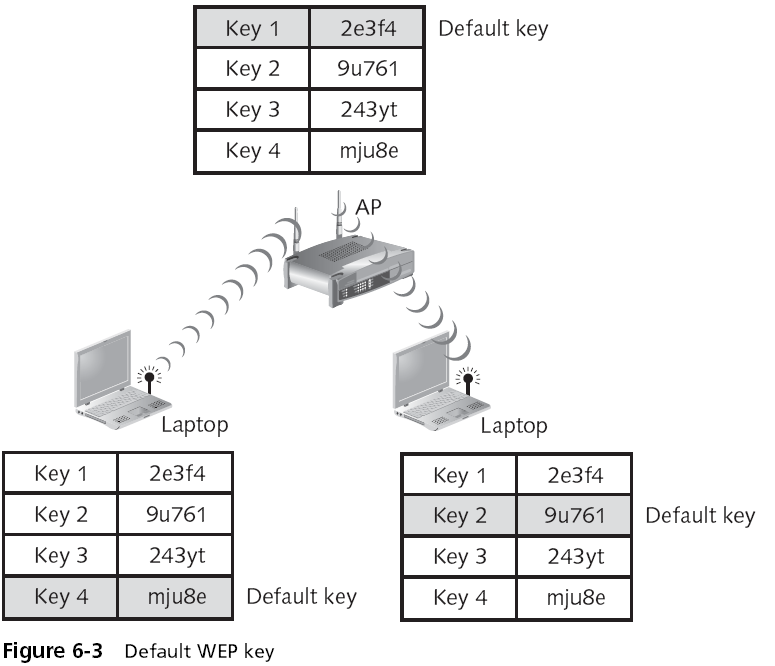 Key 1 2e3f4 Default key
Key 2 9u761
Key 3 243yt
Key 4 mju8e
AP
Laptop
Key 1 2e3f4
Key 2 9u761
Key 3 243yt
Key 4 mju8e Default key
Laptop
Key 1 2e3f4
Key 2 9u761 Default key
Key 3 243yt
Key 4 mju8e
Figure 6-3 Default WEP key